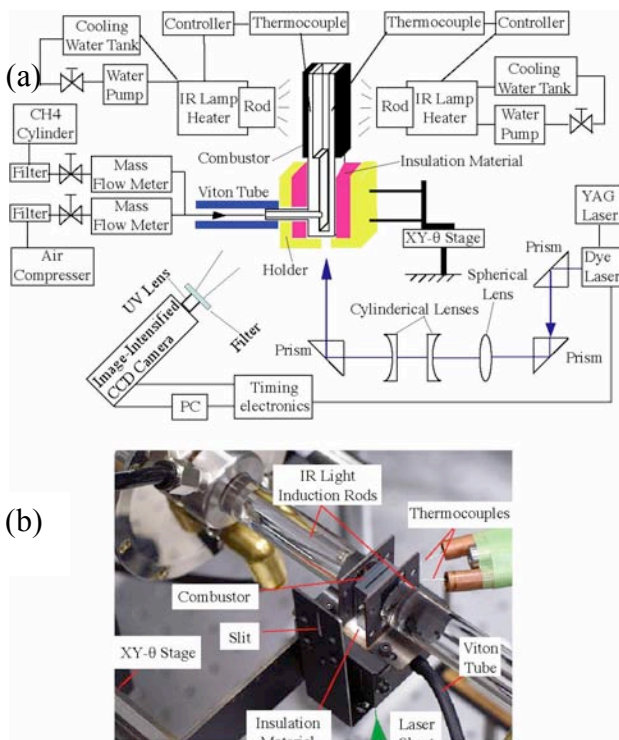 Controller
Thermocouple
Thermocouple
Controller
Cooling
Water Tank
(a)
Water
Pump
IR Lamp
Heater
Rod
Rod
IR Lamp
Heater
Cooling
Water Tank
Water
Pump
CH4
Cylinder
Combustor
Insulation Material
Filter
Mass
Flow Meter
Viton Tube
YAG
Laser
Filter
Mass
Flow Meter
XY-θ Stage
Prism
Dye
Laser
Air
Compresser
Holder
Spherical
Lens
UV Lens
Cylinderical Lenses
Image-Intensified
CCD Camera
Filter
Prism
Prism
Timing
electronics
PC
(b)
IR Light
Induction Rods
Thermocouples
Combustor
Slit
XY-θ Stage
Viton
Tube
Insulation
Laser